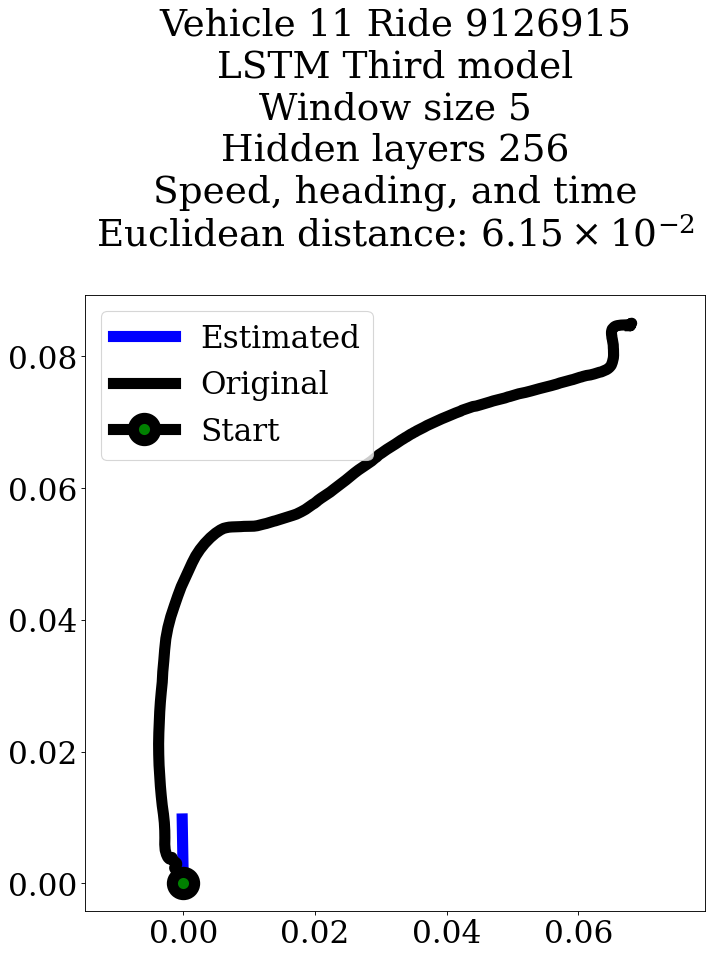 Vehicle 11 Ride 9126915
LSTM Third model
Window size 5
Hidden layers 256
Speed, heading, and time
Euclidean distance: 6.15 × 10⁻²
Estimated
Original
Start
0.08
0.06
0.04
0.02
0.00
0.00 0.02 0.04 0.06